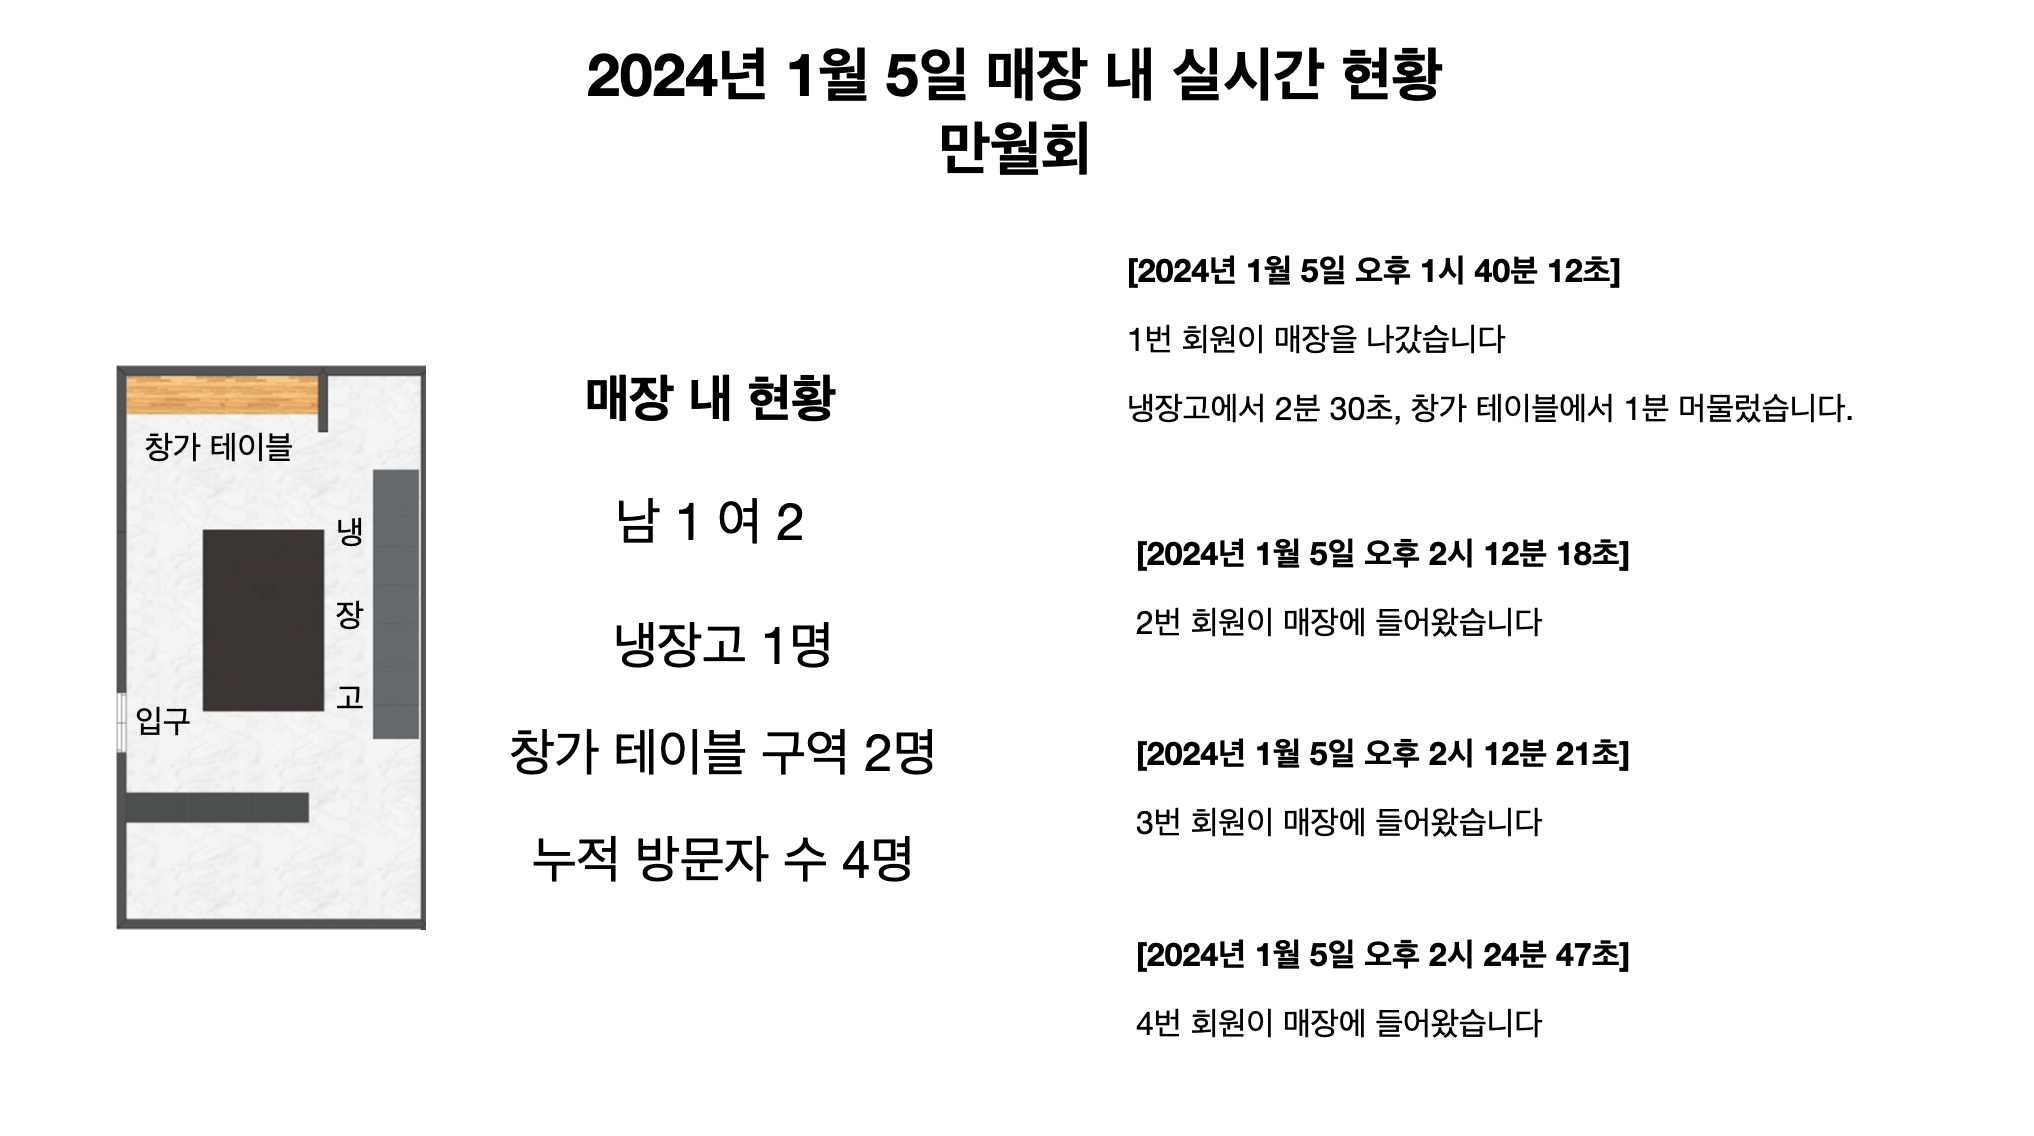 2024년 1월 5일 매장 내 실시간 현황
만월회
창가 테이블
냉
장
고
입구
매장 내 현황
남 1 여 2
냉장고 1명
창가 테이블 구역 2명
누적 방문자 수 4명
[2024년 1월 5일 오후 1시 40분 12초]
1번 회원이 매장을 나갔습니다
냉장고에서 2분 30초, 창가 테이블에서 1분 머물렀습니다.
[2024년 1월 5일 오후 2시 12분 18초]
2번 회원이 매장에 들어왔습니다
[2024년 1월 5일 오후 2시 12분 21초]
3번 회원이 매장에 들어왔습니다
[2024년 1월 5일 오후 2시 24분 47초]
4번 회원이 매장에 들어왔습니다